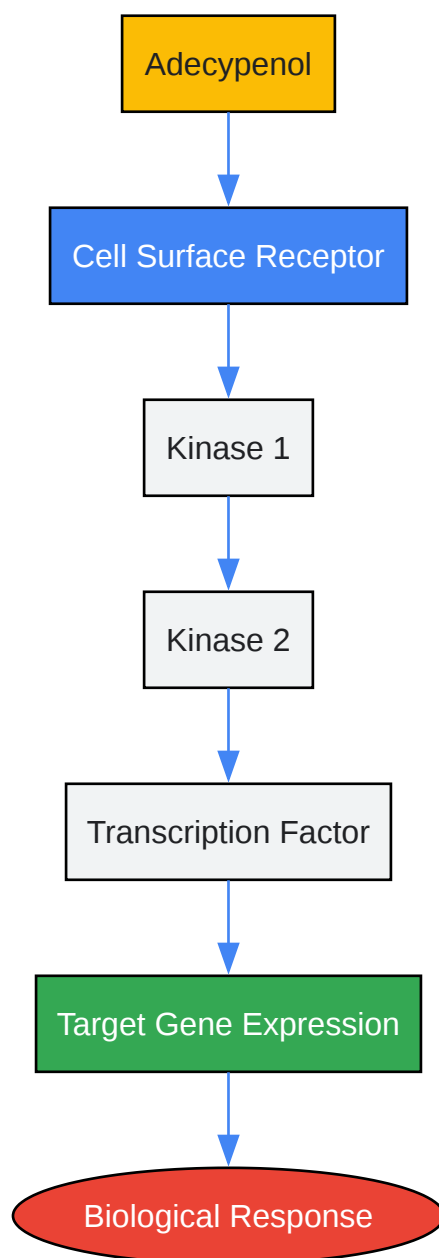 Adecypenol
Cell Surface Receptor
Kinase 1
Kinase 2
Transcription Factor
Target Gene Expression
Biological Response